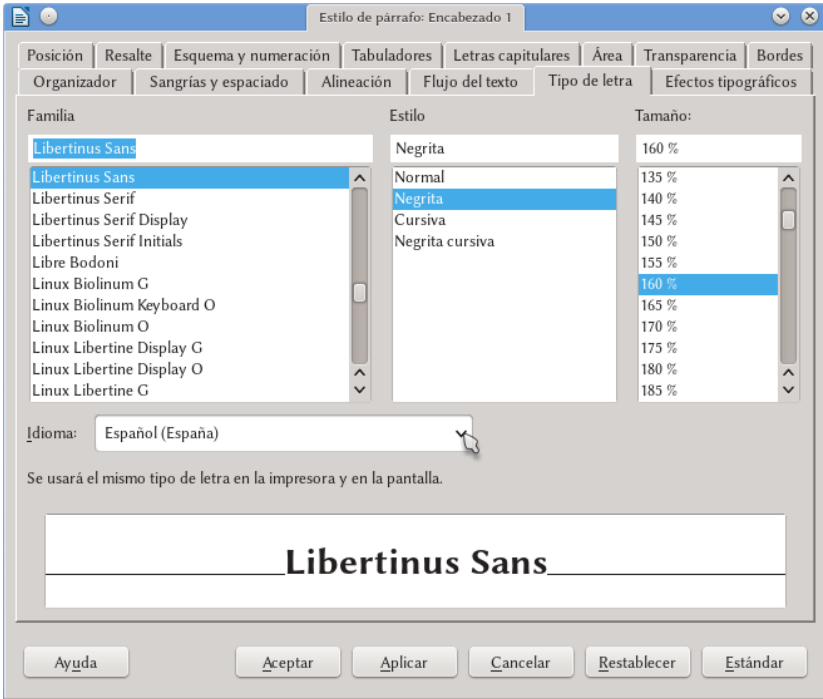 Estilo de párrafo: Encabezado 1
Posición Resalte Esquema y numeración Tabuladores Letras capitulares Área Transparencia Bordes
Organizador Sangrías y espaciado Alineación Flujo del texto Tipo de letra Efectos tipográficos
Familia Estilo Tamaño:
Libertinus Sans Negrita 160 %
Libertinus Sans Normal 135 %
Libertinus Serif Negrita 140 %
Libertinus Serif Display Cursiva 145 %
Libertinus Serif Initials Negrita cursiva 150 %
Libre Bodoni 155 %
Linux Biolinum G 160 %
Linux Biolinum Keyboard O 165 %
Linux Biolinum O 170 %
Linux Libertine Display G 175 %
Linux Libertine Display O 180 %
Linux Libertine G 185 %
Idioma: Español (España)
Se usará el mismo tipo de letra en la impresora y en la pantalla.
Libertinus Sans
Ayuda Aceptar Aplicar Cancelar Restablecer Estándar